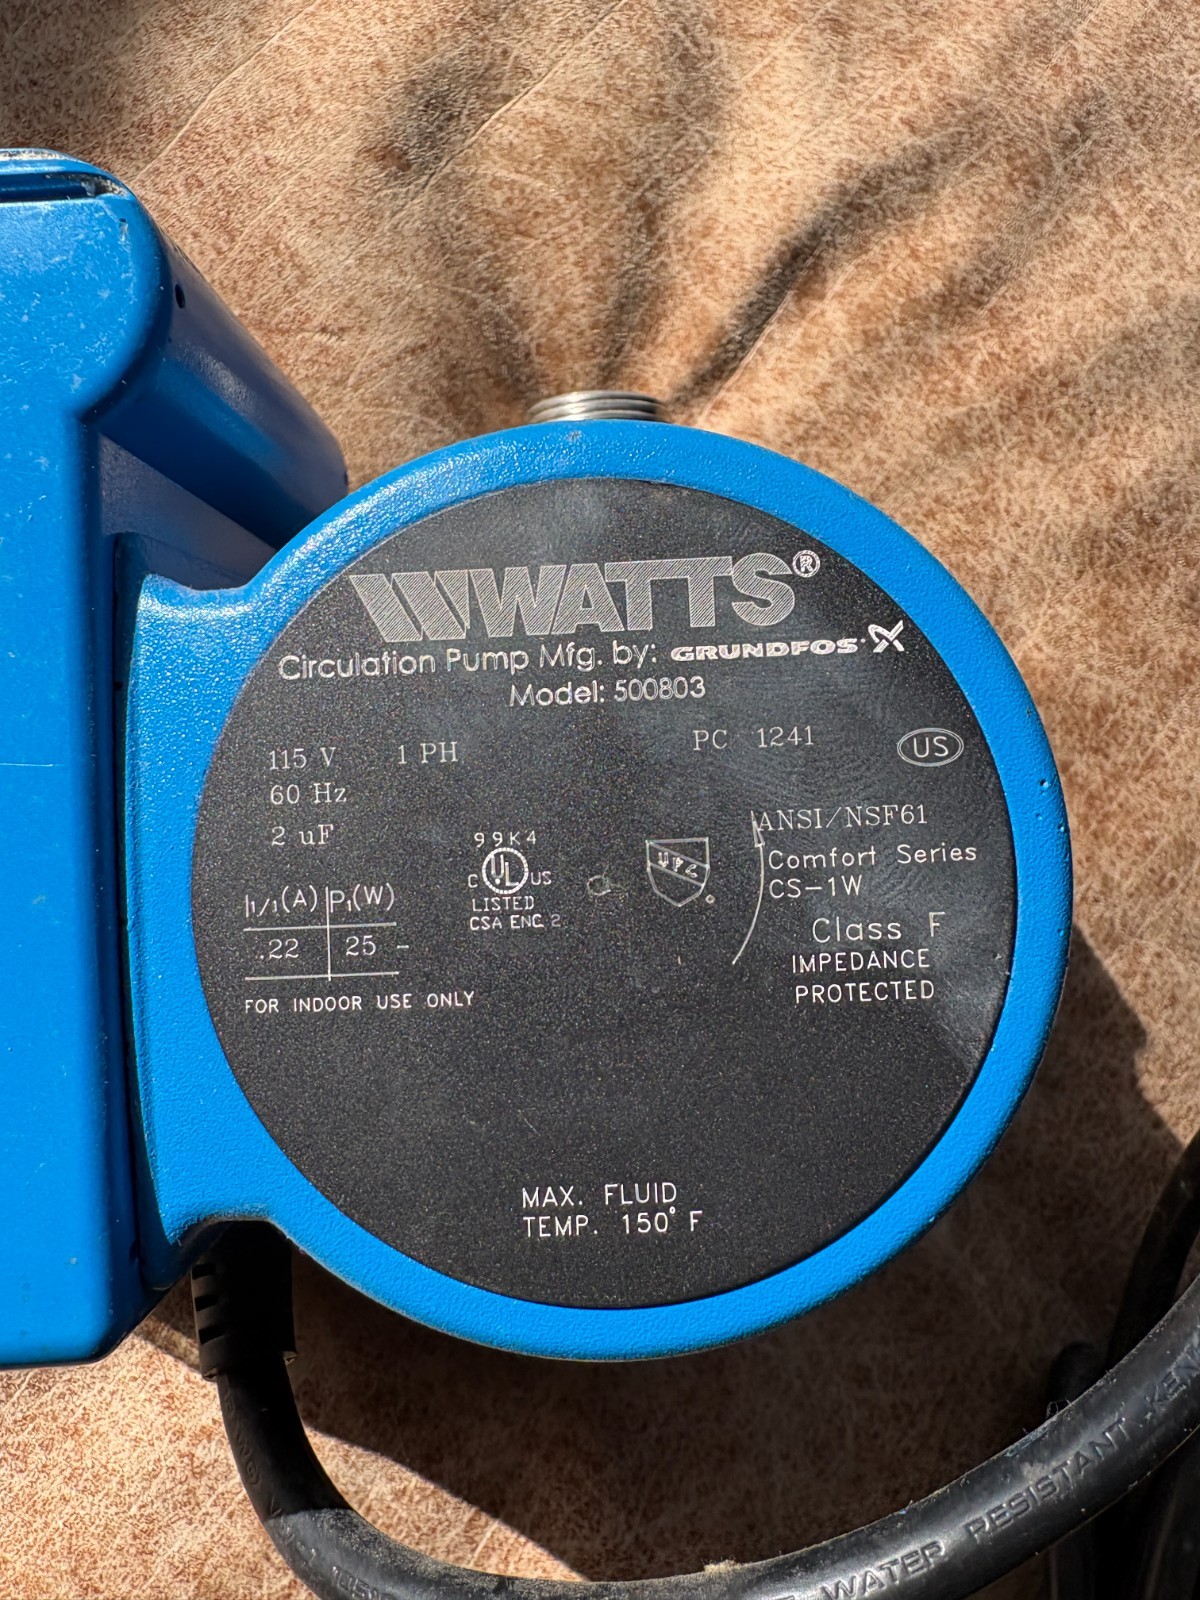 WATTS®
Circulation Pump Mfg. by: GRUNDFOS
Model: 500803
115 V 1 PH
PC 1241
US
60 Hz
2 uF
ANSI/NSF61
Comfort Series
CS-1W
99K4
C UL US
LISTED
CSA ENC 2
UPC
I1/1(A) P1(W)
.22 25 -
Class F
IMPEDANCE
PROTECTED
FOR INDOOR USE ONLY
MAX. FLUID
TEMP. 150° F
WATER RESISTANT